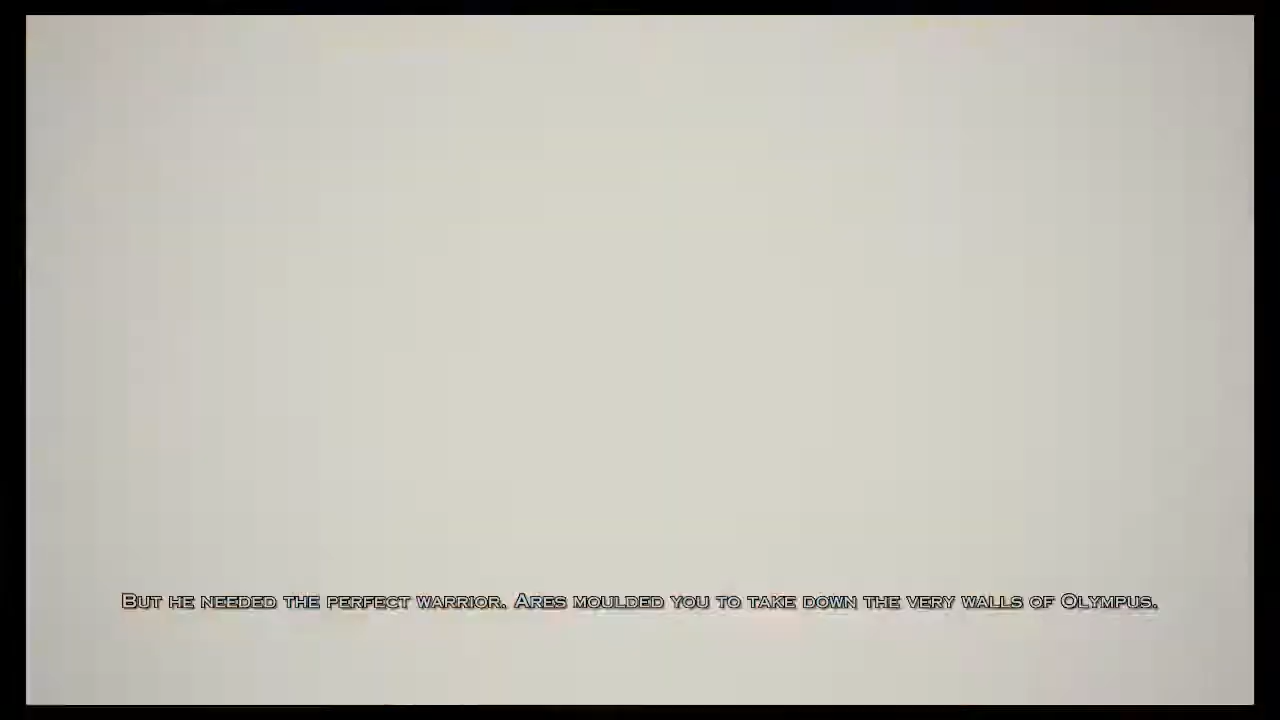 But he needed the perfect warrior. Ares moulded you to take down the very walls of Olympus.